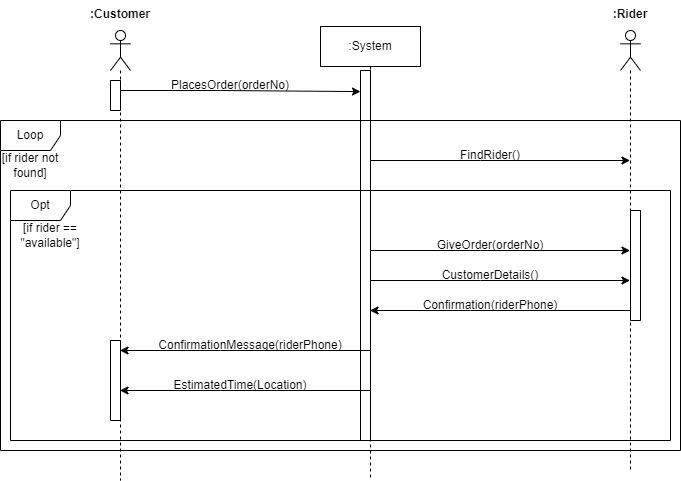 :Customer
:System
:Rider
PlacesOrder(orderNo)
Loop
[if rider not
found]
FindRider()
Opt
[if rider ==
"available"]
GiveOrder(orderNo)
CustomerDetails()
Confirmation(riderPhone)
ConfirmationMessage(riderPhone)
EstimatedTime(Location)